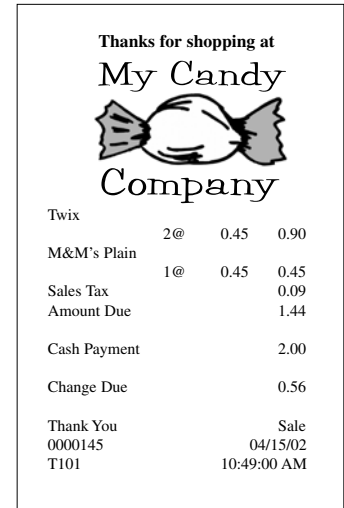 Thanks for shopping at
My Candy
Company
Twix
2@ 0.45 0.90
M&M's Plain
1@ 0.45 0.45
Sales Tax 0.09
Amount Due 1.44
Cash Payment 2.00
Change Due 0.56
Thank You Sale
0000145 04/15/02
T101 10:49:00 AM